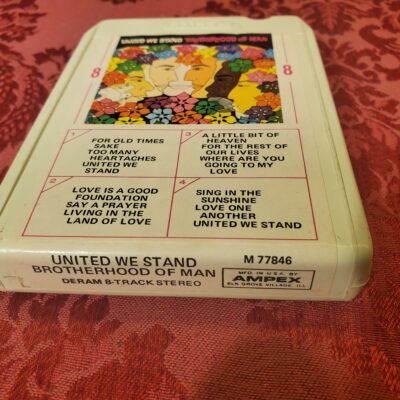 UNITED WE STAND BROTHERHOOD OF MAN
8
8
1
FOR OLD TIMES
SAKE
TOO MANY
HEARTACHES
UNITED WE
STAND
2
LOVE IS A GOOD
FOUNDATION
SAY A PRAYER
LIVING IN THE
LAND OF LOVE
3
A LITTLE BIT OF
HEAVEN
FOR THE REST OF
OUR LIVES
WHERE ARE YOU
GOING TO MY
LOVE
4
SING IN THE
SUNSHINE
LOVE ONE
ANOTHER
UNITED WE STAND
UNITED WE STAND
BROTHERHOOD OF MAN
DERAM 8-TRACK STEREO
M 77846
MFD. IN U.S.A. BY
AMPEX
ELK GROVE VILLAGE, ILL.